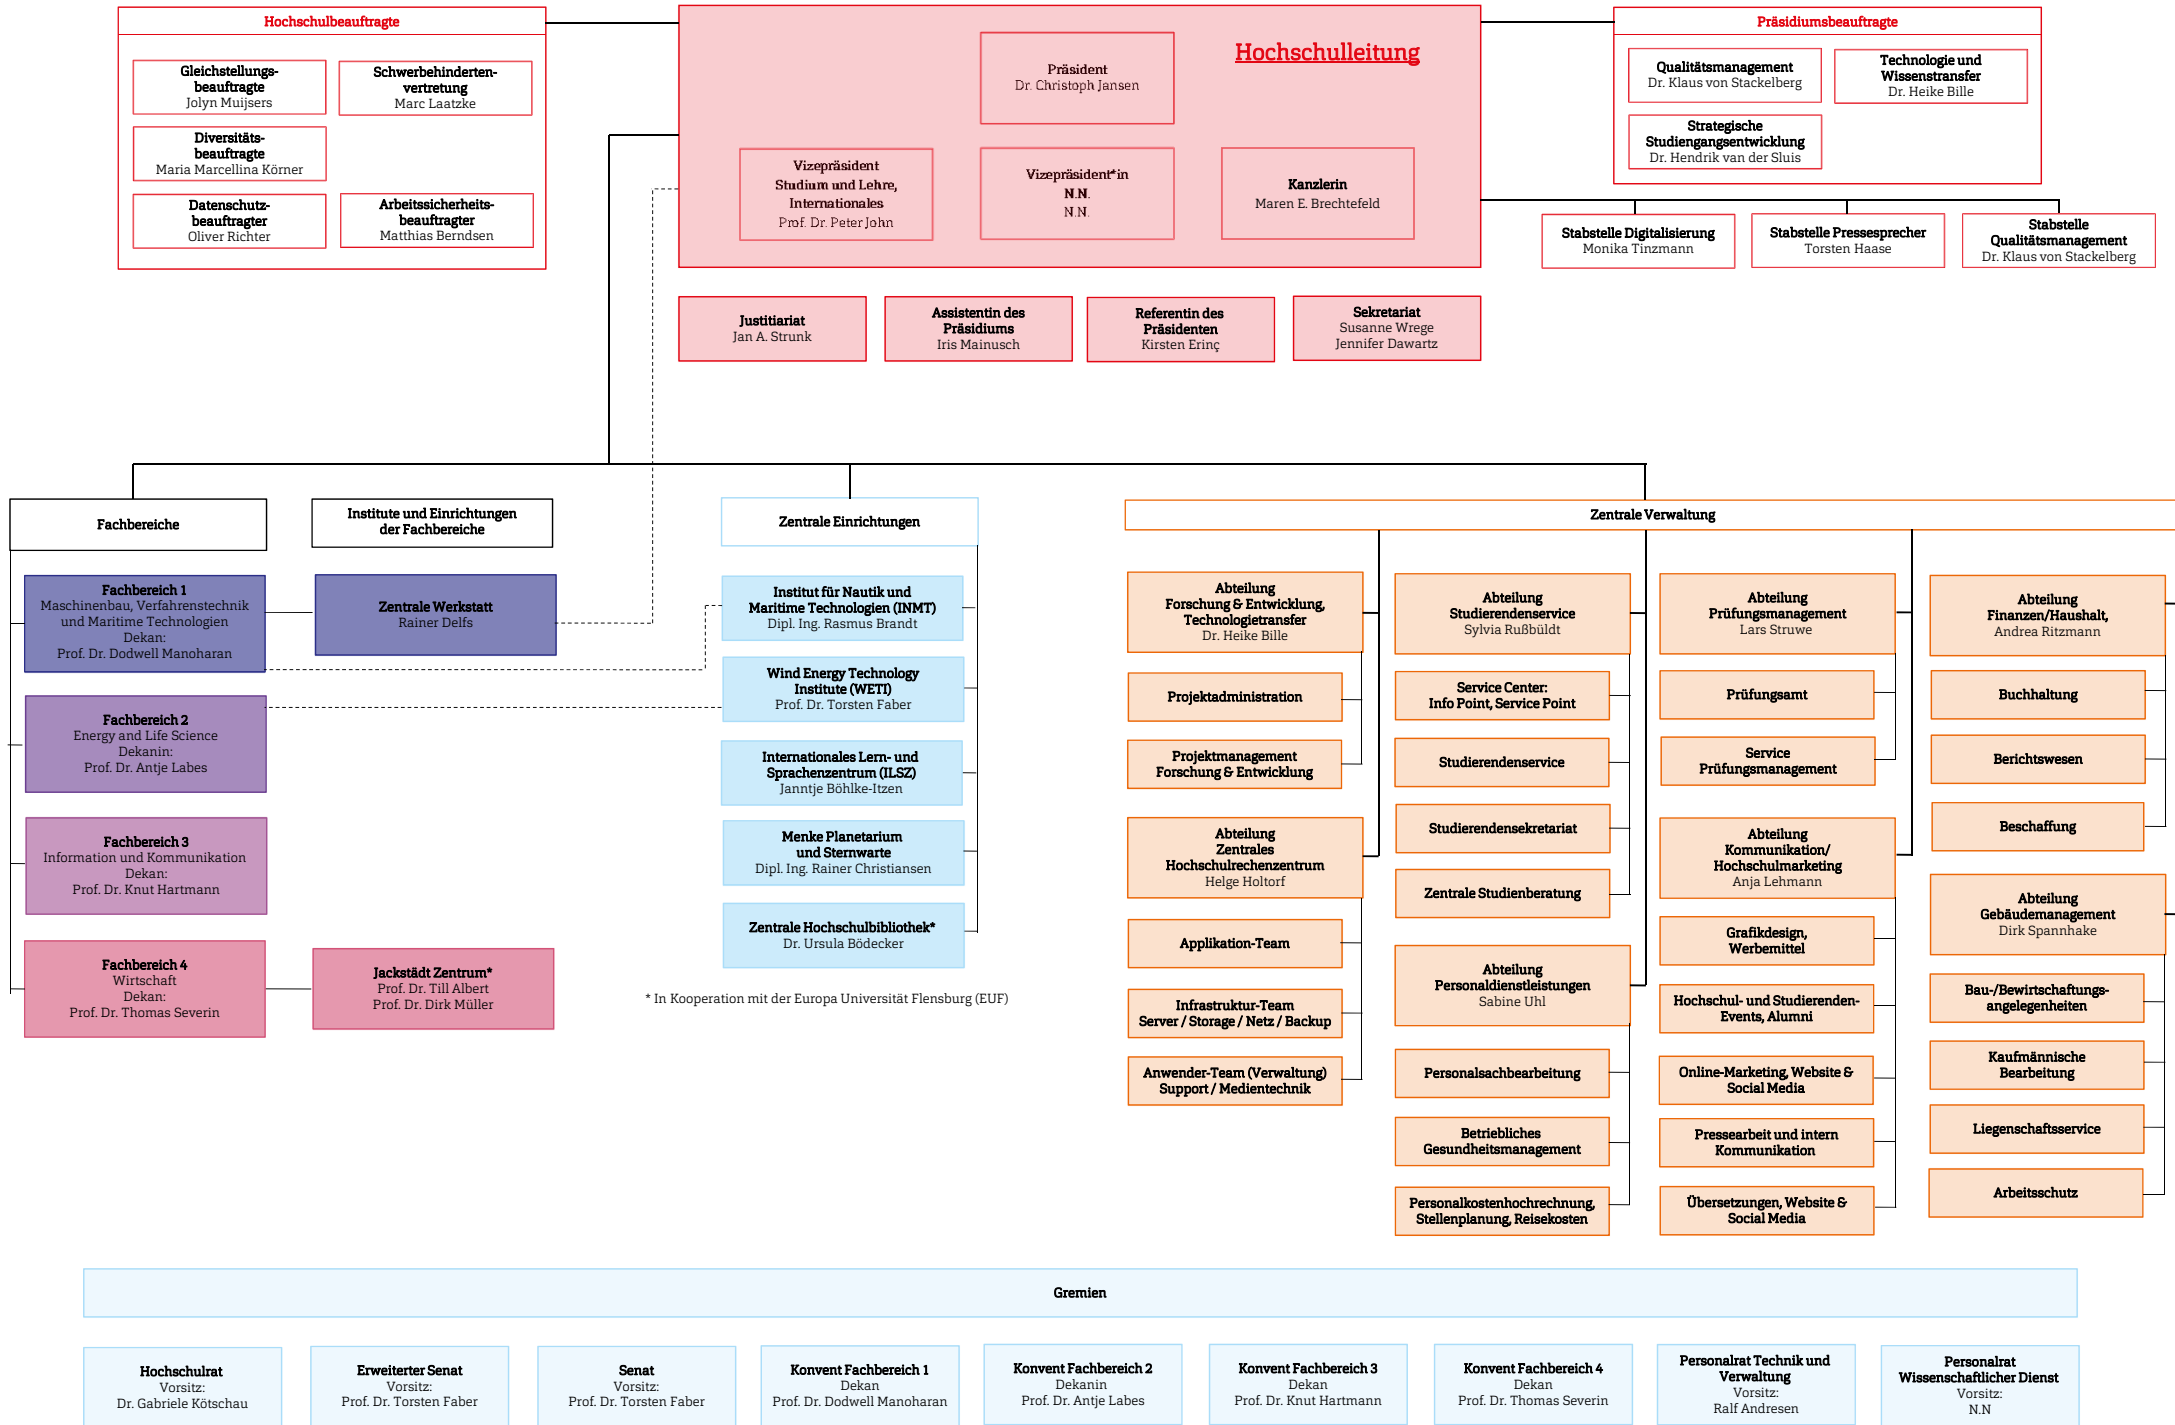 Hochschulbeauftragte
Gleichstellungs-
beauftragte
Jolyn Muijsers
Schwerbehinderten-
vertretung
Marc Laatzke
Diversitäts-
beauftragte
Maria Marcellina Körner
Datenschutz-
beauftragter
Oliver Richter
Arbeitssicherheits-
beauftragter
Matthias Berndsen
Hochschulleitung
Präsident
Dr. Christoph Jansen
Vizepräsident
Studium und Lehre,
Internationales
Prof. Dr. Peter John
Vizepräsident*in
N.N.
N.N.
Kanzlerin
Maren E. Brechtefeld
Präsidiumsbeauftragte
Qualitätsmanagement
Dr. Klaus von Stackelberg
Technologie und
Wissenstransfer
Dr. Heike Bille
Strategische
Studiengangsentwicklung
Dr. Hendrik van der Sluis
Stabstelle Digitalisierung
Monika Tinzmann
Stabstelle Pressesprecher
Torsten Haase
Stabstelle
Qualitätsmanagement
Dr. Klaus von Stackelberg
Justitiariat
Jan A. Strunk
Assistentin des
Präsidiums
Iris Mainusch
Referentin des
Präsidenten
Kirsten Erinç
Sekretariat
Susanne Wrege
Jennifer Dawartz
Fachbereiche
Institute und Einrichtungen
der Fachbereiche
Fachbereich 1
Maschinenbau, Verfahrenstechnik
und Maritime Technologien
Dekan:
Prof. Dr. Dodwell Manoharan
Zentrale Werkstatt
Rainer Delfs
Fachbereich 2
Energy and Life Science
Dekanin:
Prof. Dr. Antje Labes
Fachbereich 3
Information und Kommunikation
Dekan:
Prof. Dr. Knut Hartmann
Fachbereich 4
Wirtschaft
Dekan:
Prof. Dr. Thomas Severin
Jackstädt Zentrum*
Prof. Dr. Till Albert
Prof. Dr. Dirk Müller
Zentrale Einrichtungen
Institut für Nautik und
Maritime Technologien (INMT)
Dipl. Ing. Rasmus Brandt
Wind Energy Technology
Institute (WETI)
Prof. Dr. Torsten Faber
Internationales Lern- und
Sprachenzentrum (ILSZ)
Janntje Böhlke-Itzen
Menke Planetarium
und Sternwarte
Dipl. Ing. Rainer Christiansen
Zentrale Hochschulbibliothek*
Dr. Ursula Bödecker
* In Kooperation mit der Europa Universität Flensburg (EUF)
Zentrale Verwaltung
Abteilung
Forschung & Entwicklung,
Technologietransfer
Dr. Heike Bille
Projektadministration
Projektmanagement
Forschung & Entwicklung
Abteilung
Zentrales
Hochschulrechenzentrum
Helge Holtorf
Applikation-Team
Infrastruktur-Team
Server / Storage / Netz / Backup
Anwender-Team (Verwaltung)
Support / Medientechnik
Abteilung
Studierendenservice
Sylvia Rußbüldt
Service Center:
Info Point, Service Point
Studierendenservice
Studierendensekretariat
Zentrale Studienberatung
Abteilung
Personaldienstleistungen
Sabine Uhl
Personalsachbearbeitung
Betriebliches
Gesundheitsmanagement
Personalkostenhochrechnung,
Stellenplanung, Reisekosten
Abteilung
Prüfungsmanagement
Lars Struwe
Prüfungsamt
Service
Prüfungsmanagement
Abteilung
Kommunikation/
Hochschulmarketing
Anja Lehmann
Grafikdesign,
Werbemittel
Hochschul- und Studierenden-
Events, Alumni
Online-Marketing, Website &
Social Media
Pressearbeit und intern
Kommunikation
Übersetzungen, Website &
Social Media
Abteilung
Finanzen/Haushalt,
Andrea Ritzmann
Buchhaltung
Berichtswesen
Beschaffung
Abteilung
Gebäudemanagement
Dirk Spannhake
Bau-/Bewirtschaftungs-
angelegenheiten
Kaufmännische
Bearbeitung
Liegenschaftsservice
Arbeitsschutz
Gremien
Hochschulrat
Vorsitz:
Dr. Gabriele Kötschau
Erweiterter Senat
Vorsitz:
Prof. Dr. Torsten Faber
Senat
Vorsitz:
Prof. Dr. Torsten Faber
Konvent Fachbereich 1
Dekan
Prof. Dr. Dodwell Manoharan
Konvent Fachbereich 2
Dekanin
Prof. Dr. Antje Labes
Konvent Fachbereich 3
Dekan
Prof. Dr. Knut Hartmann
Konvent Fachbereich 4
Dekan
Prof. Dr. Thomas Severin
Personalrat Technik und
Verwaltung
Vorsitz:
Ralf Andresen
Personalrat
Wissenschaftlicher Dienst
Vorsitz:
N.N